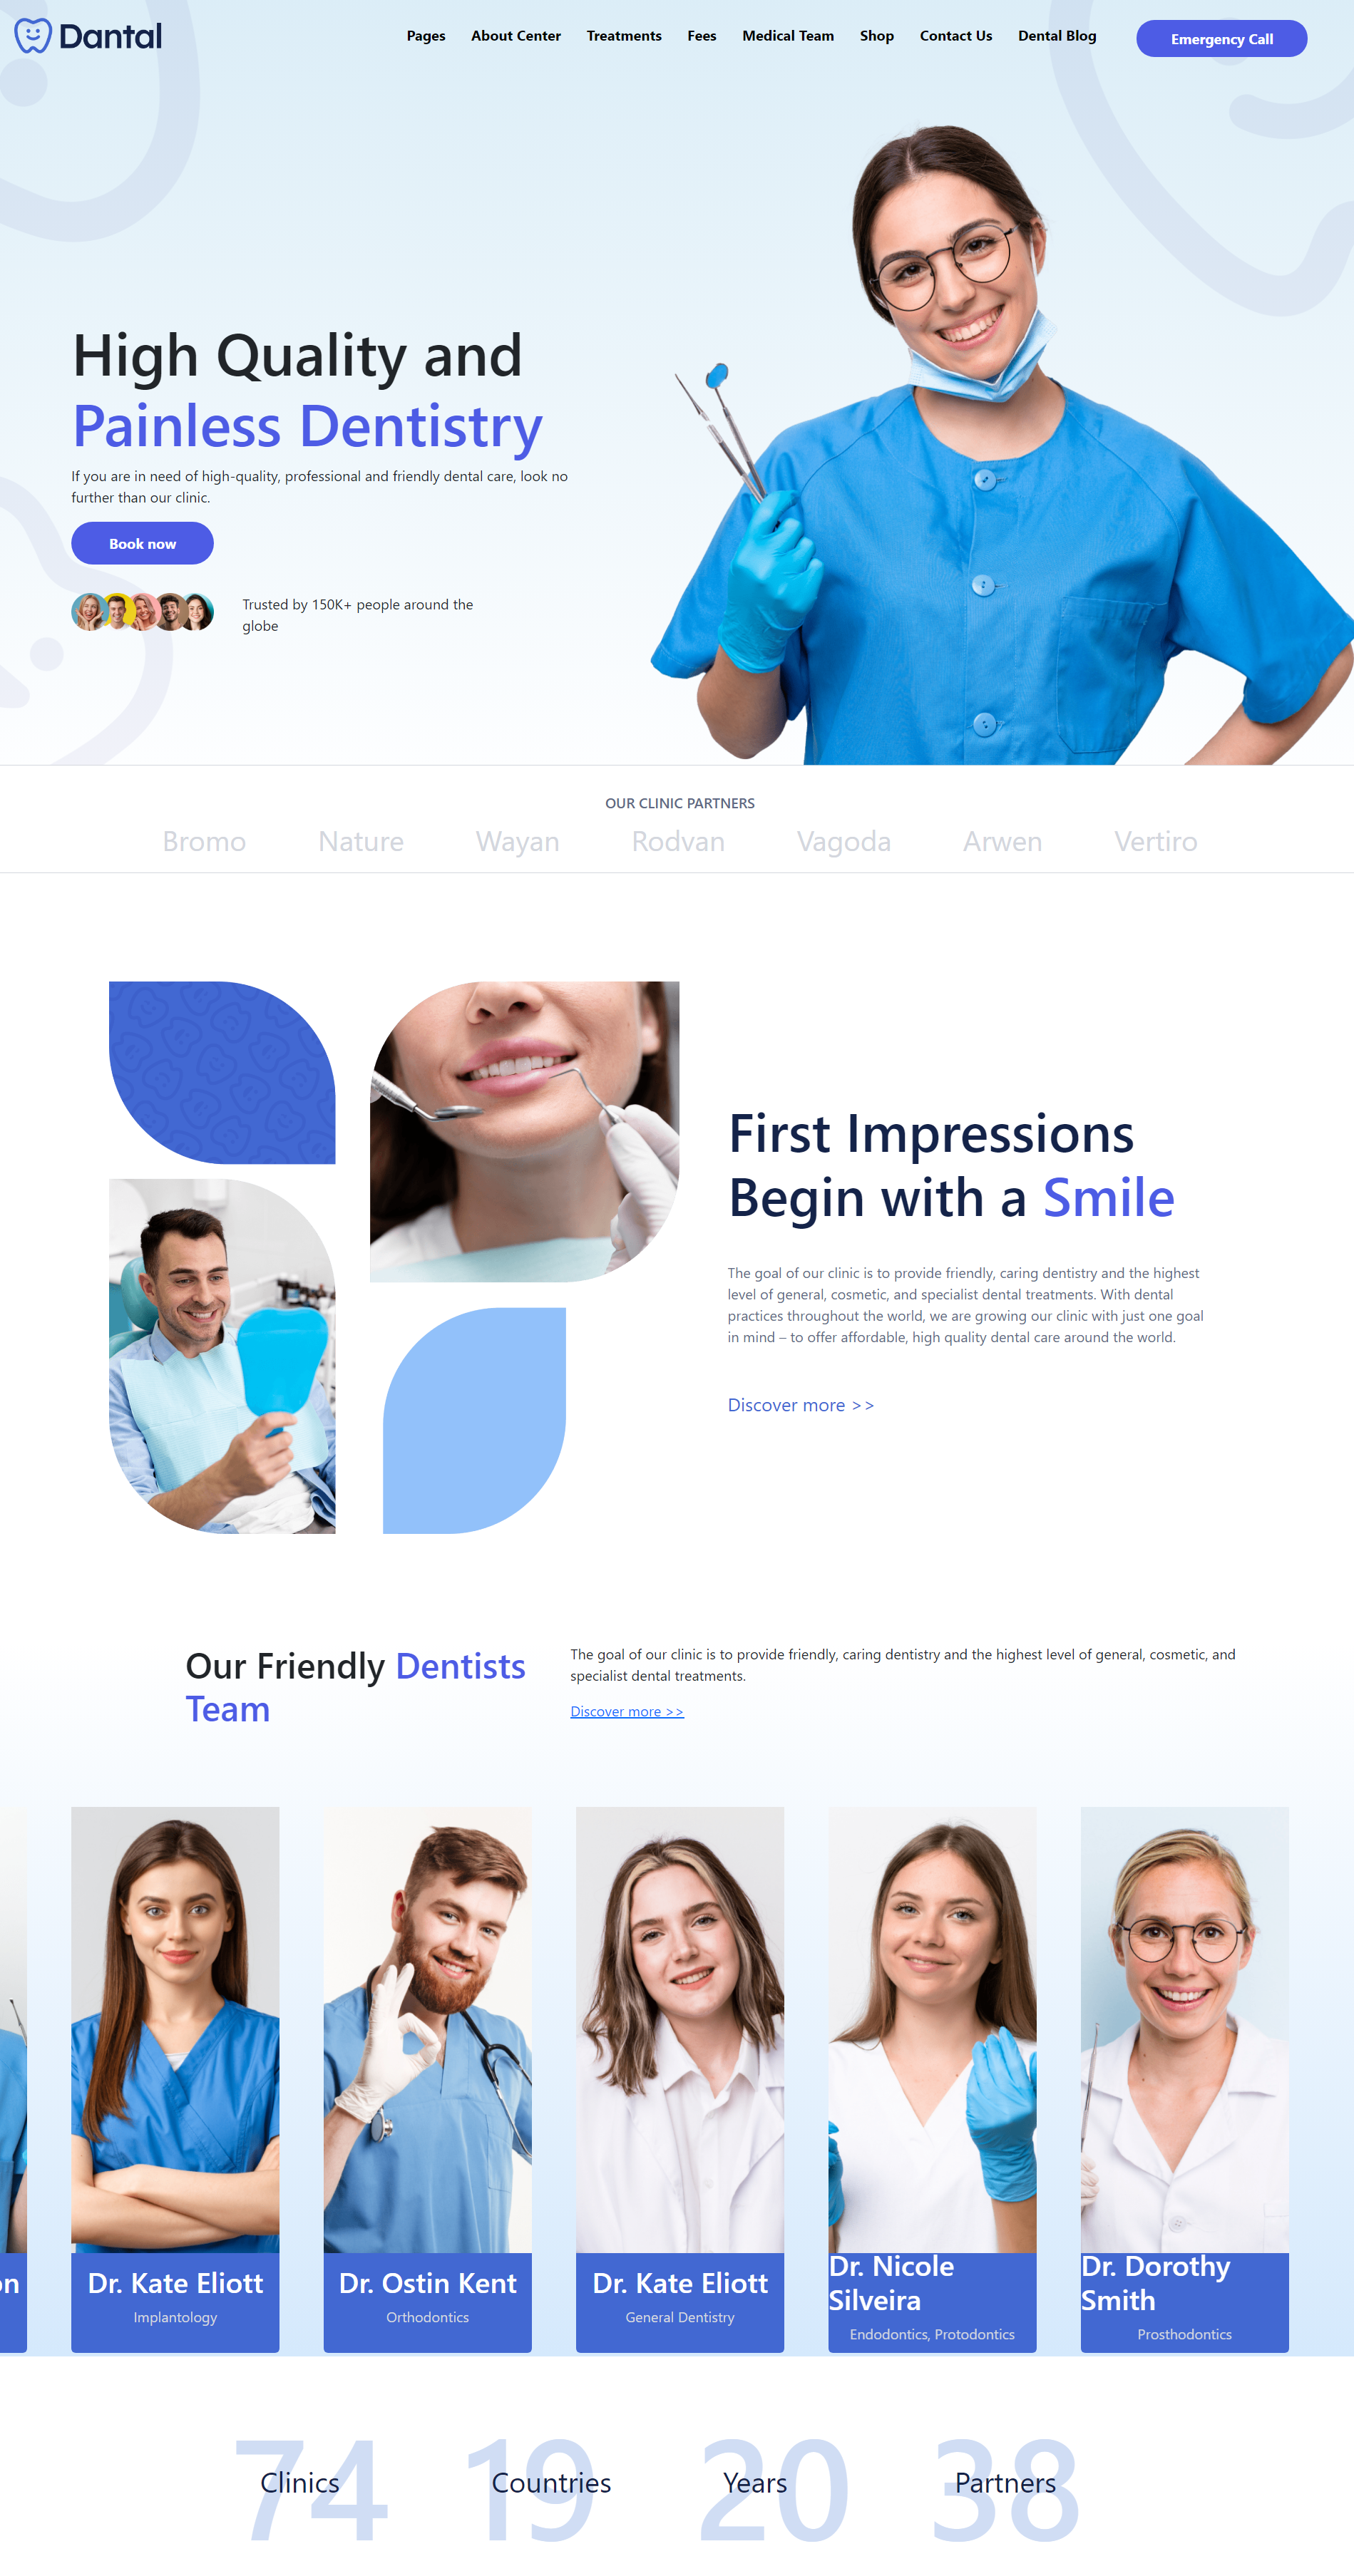 Dantal
Pages About Center Treatments Fees Medical Team Shop Contact Us Dental Blog Emergency Call
High Quality and
Painless Dentistry
If you are in need of high-quality, professional and friendly dental care, look no
further than our clinic.
Book now
Trusted by 150K+ people around the
globe
OUR CLINIC PARTNERS
Bromo Nature Wayan Rodvan Vagoda Arwen Vertiro
First Impressions
Begin with a Smile
The goal of our clinic is to provide friendly, caring dentistry and the highest
level of general, cosmetic, and specialist dental treatments. With dental
practices throughout the world, we are growing our clinic with just one goal
in mind – to offer affordable, high quality dental care around the world.
Discover more >>
Our Friendly Dentists
Team
The goal of our clinic is to provide friendly, caring dentistry and the highest level of general, cosmetic, and
specialist dental treatments.
Discover more >>
Dr. Kate Eliott
Implantology
Dr. Ostin Kent
Orthodontics
Dr. Kate Eliott
General Dentistry
Dr. Nicole
Silveira
Endodontics, Protodontics
Dr. Dorothy
Smith
Prosthodontics
74 19 20 38
Clinics Countries Years Partners